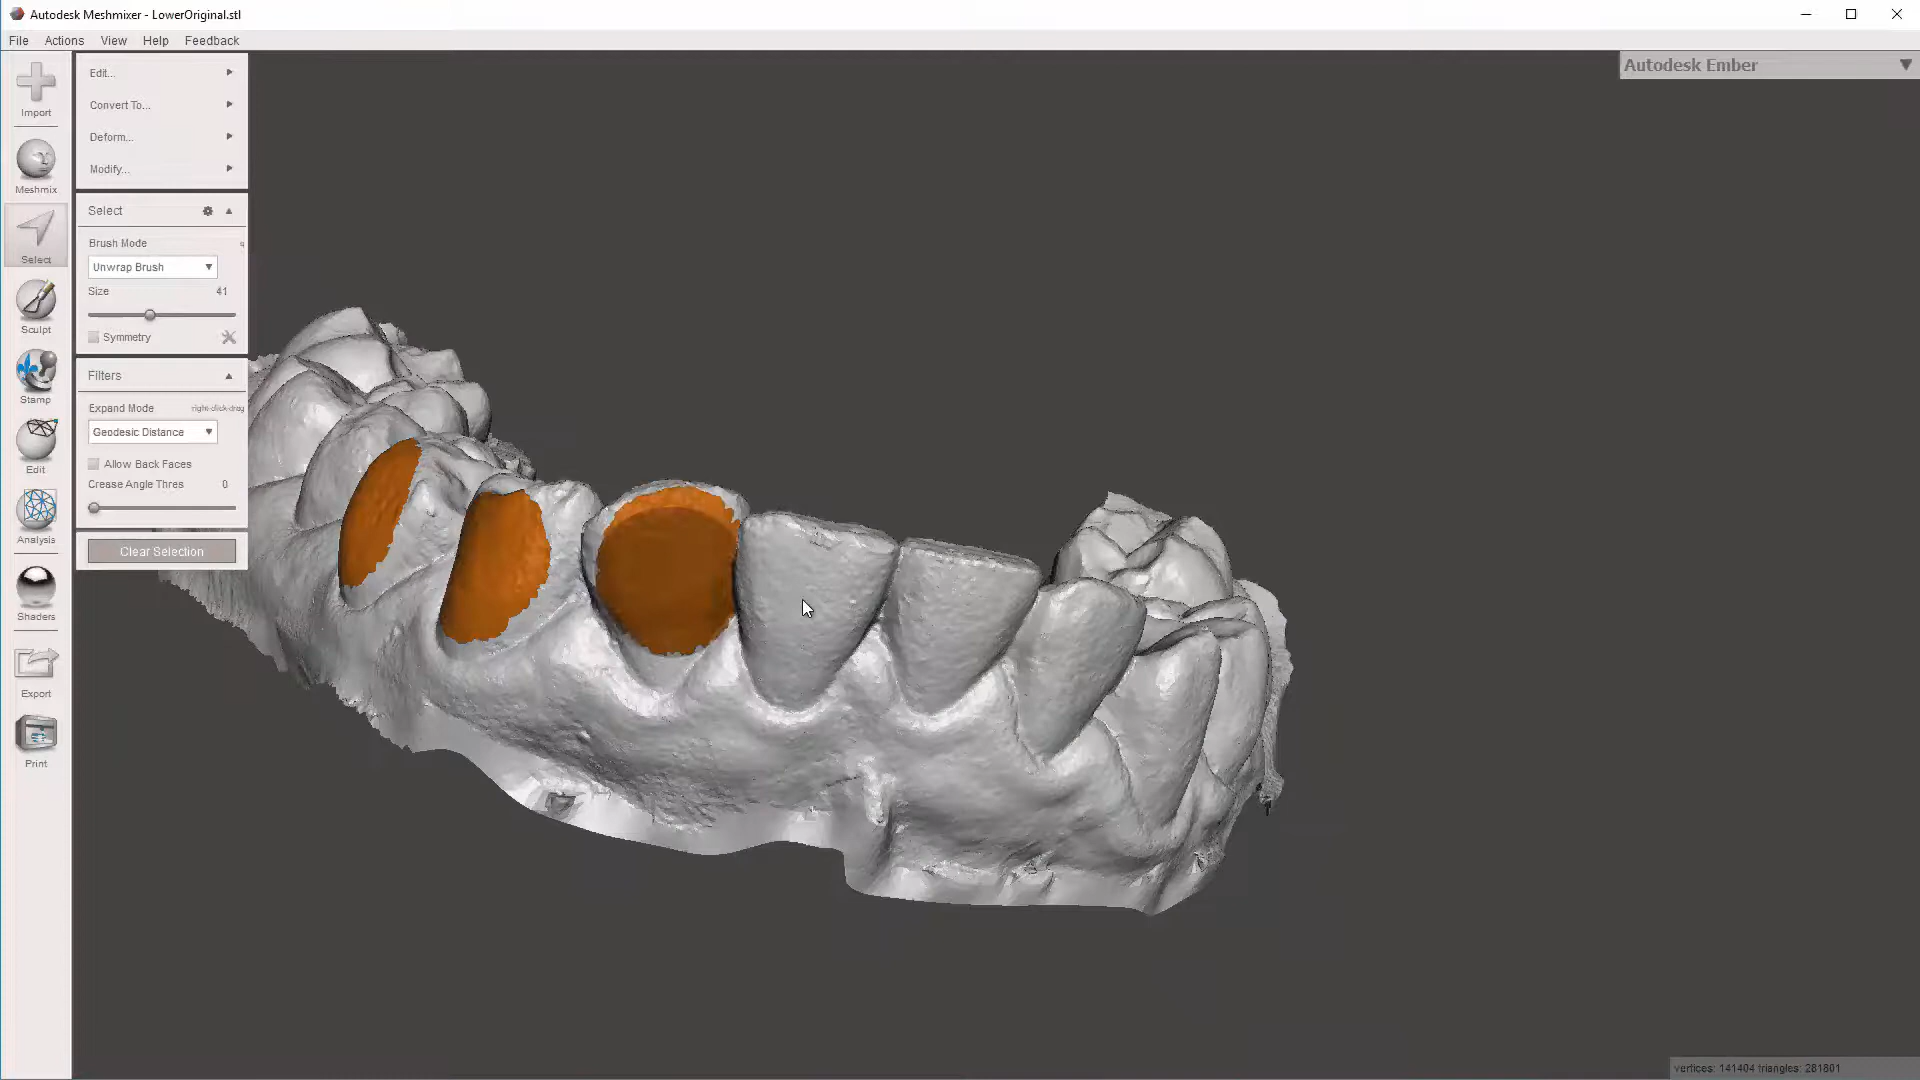 Autodesk Meshmixer - LowerOriginal.stl
File Actions View Help Feedback
Autodesk Ember
Import
Meshmix
Select
Sculpt
Stamp
Edit
Analysis
Shaders
Export
Print
Edit...
Convert To...
Deform...
Modify...
Select
Brush Mode
Unwrap Brush
Size 41
Symmetry
Filters
Expand Mode right-click-drag
Geodesic Distance
Allow Back Faces
Crease Angle Thres 0
Clear Selection
vertices: 141404 triangles: 281801